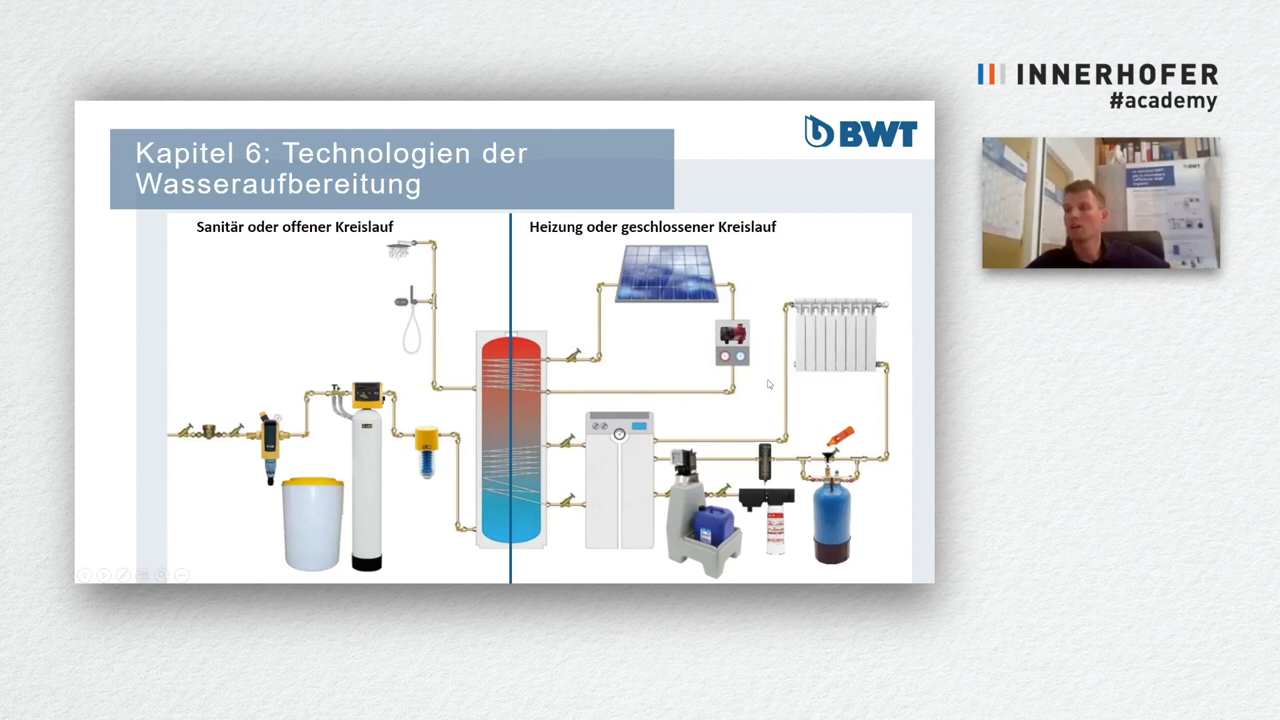 INNERHOFER
#academy
BWT
Kapitel 6: Technologien der
Wasseraufbereitung
Sanitär oder offener Kreislauf
Heizung oder geschlossener Kreislauf